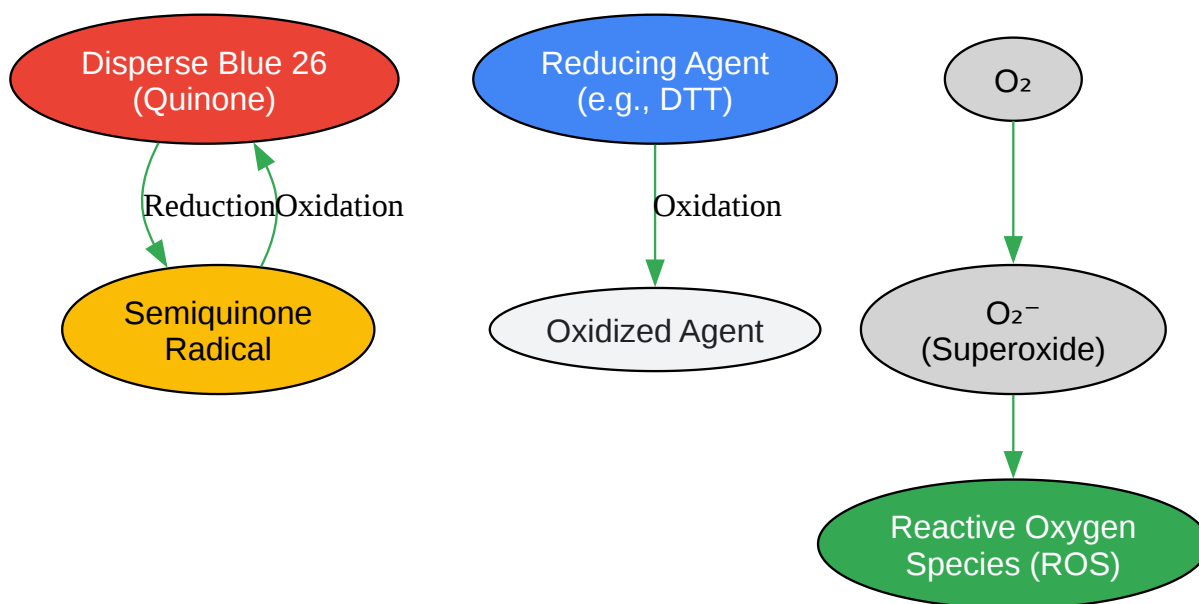 Disperse Blue 26
(Quinone)
Reducing Agent
(e.g., DTT)
O₂
Reduction
Oxidation
Oxidation
Semiquinone
Radical
Oxidized Agent
O₂⁻
(Superoxide)
Reactive Oxygen
Species (ROS)